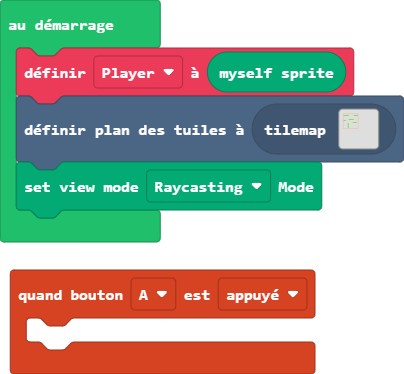 au démarrage
définir Player à myself sprite
définir plan des tuiles à tilemap
set view mode Raycasting Mode
quand bouton A est appuyé